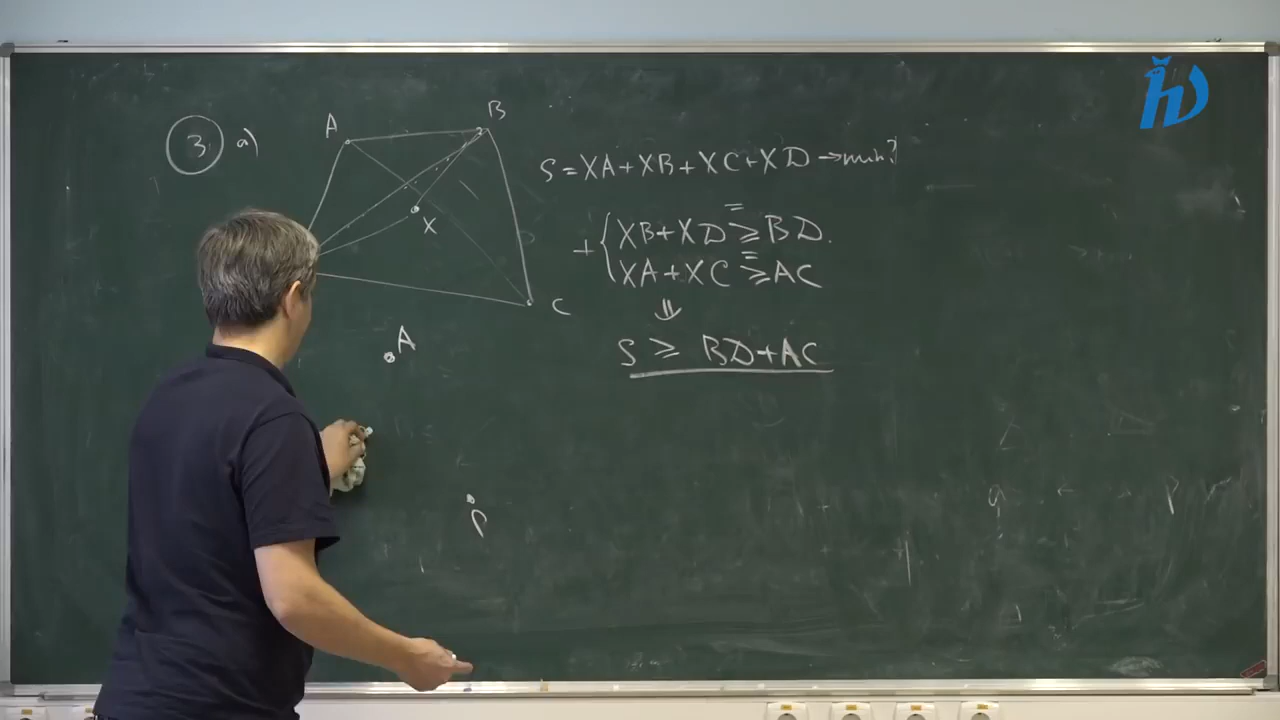 3. a)
A
B
X
C
S = XA + XB + XC + XD → min?
+ { XB + XD ≥ BD.
=
XA + XC ≥ AC
=
⇓
S ≥ BD + AC
A